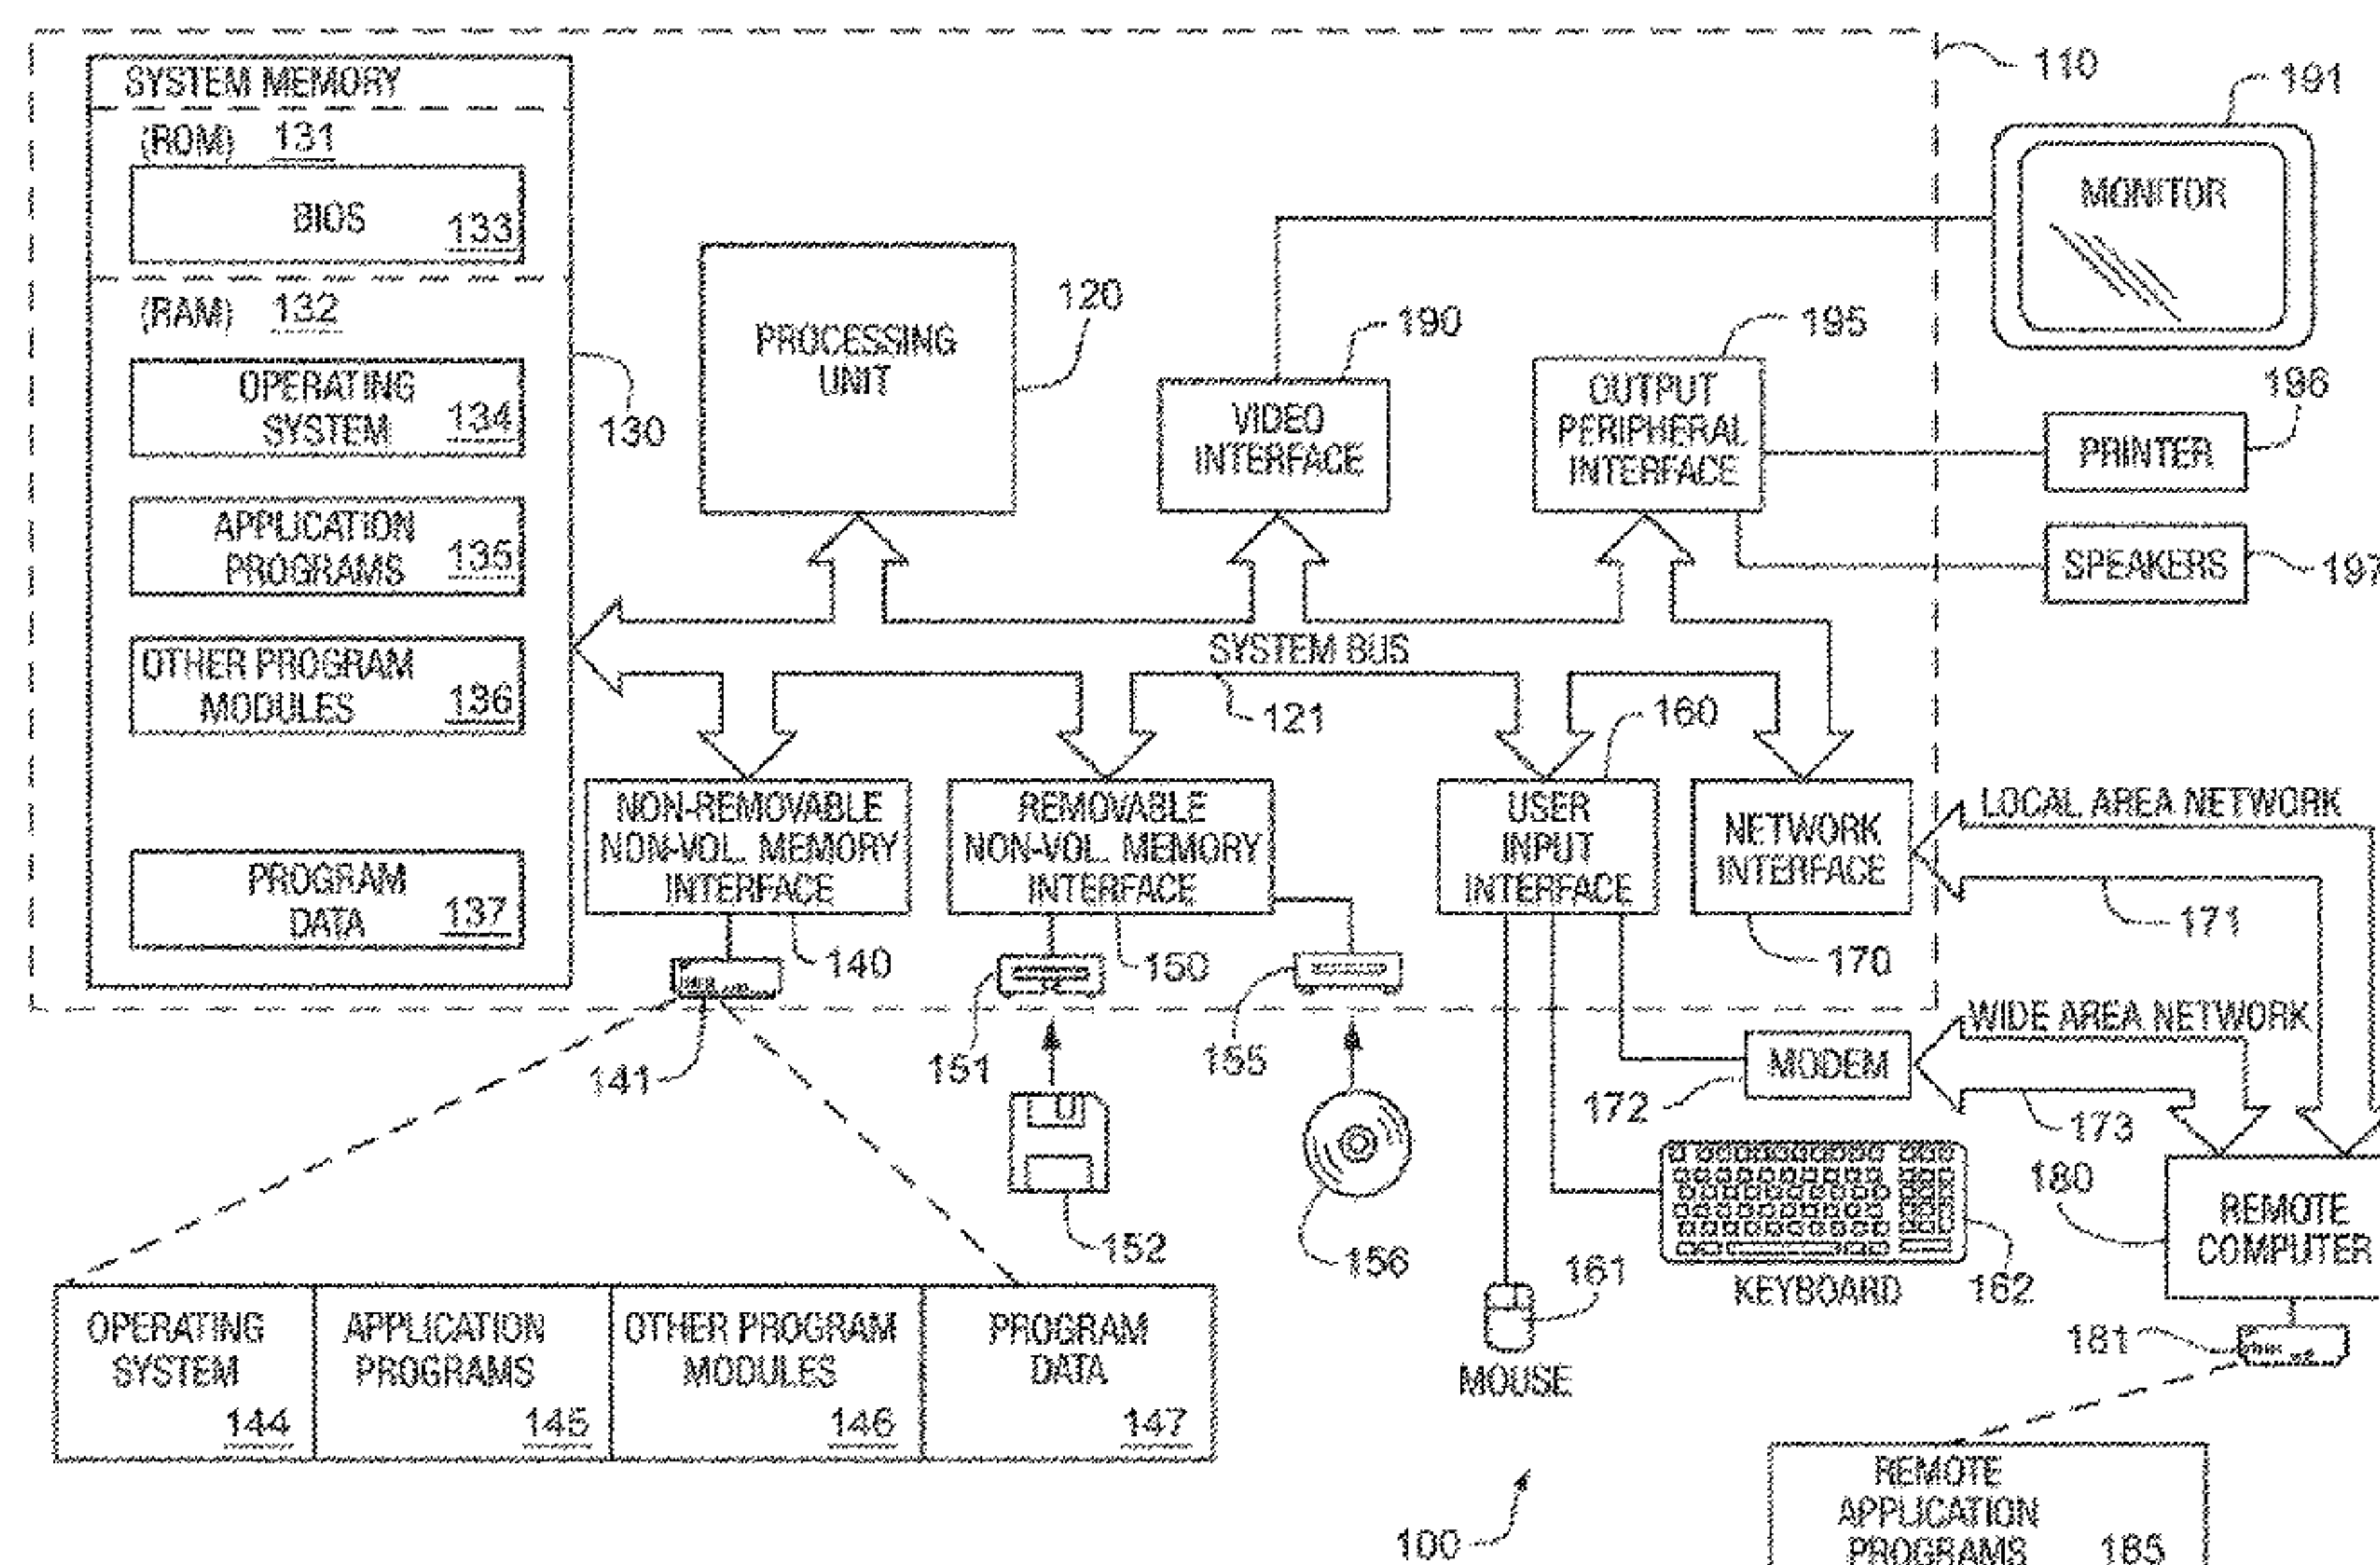 SYSTEM MEMORY
(ROM) 131
BIOS 133
(RAM) 132
OPERATING
SYSTEM 134
APPLICATION
PROGRAMS 135
OTHER PROGRAM
MODULES 136
PROGRAM
DATA 137
130
PROCESSING
UNIT
120
190
VIDEO
INTERFACE
195
OUTPUT
PERIPHERAL
INTERFACE
110
191
MONITOR
196
PRINTER
SPEAKERS
197
SYSTEM BUS
121
NON-REMOVABLE
NON-VOL. MEMORY
INTERFACE
140
REMOVABLE
NON-VOL. MEMORY
INTERFACE
150
160
USER
INPUT
INTERFACE
NETWORK
INTERFACE
170
LOCAL AREA NETWORK
171
WIDE AREA NETWORK
173
MODEM
172
141
151
155
152
156
161
MOUSE
KEYBOARD
162
180
REMOTE
COMPUTER
181
OPERATING
SYSTEM
144
APPLICATION
PROGRAMS
145
OTHER PROGRAM
MODULES
146
PROGRAM
DATA
147
100
REMOTE
APPLICATION
PROGRAMS 185